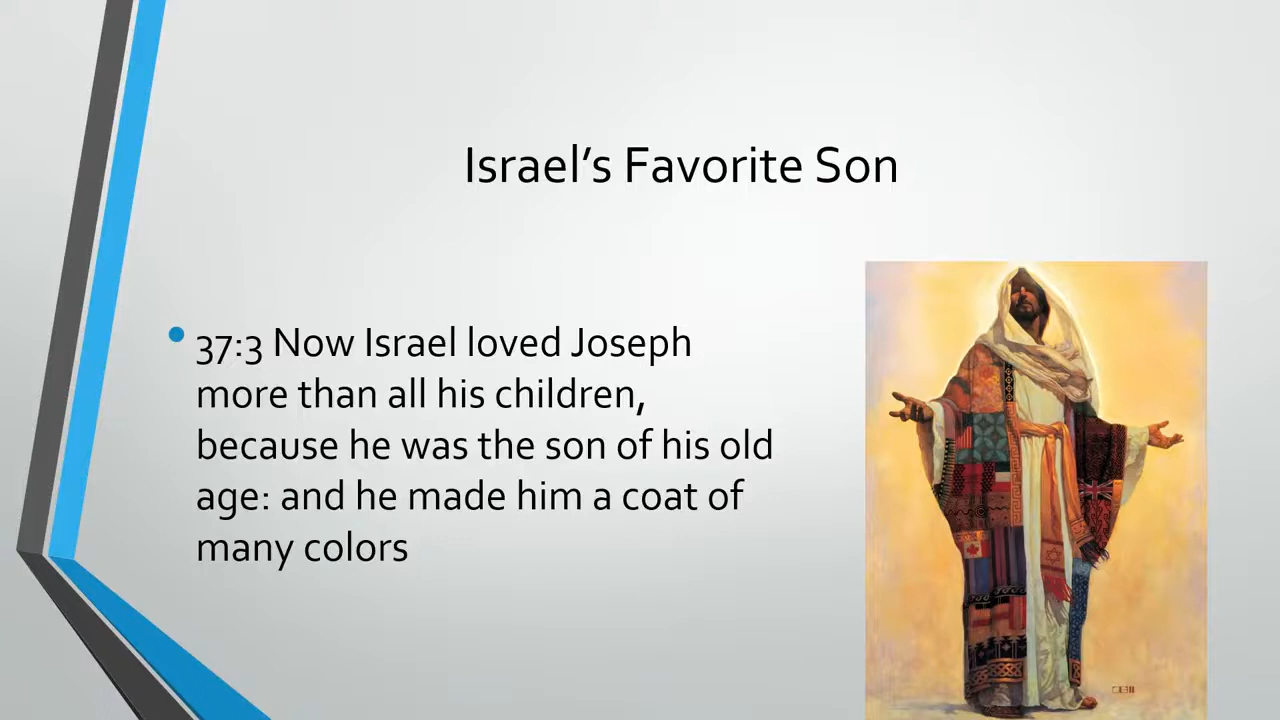 Israel’s Favorite Son
• 37:3 Now Israel loved Joseph
more than all his children,
because he was the son of his old
age: and he made him a coat of
many colors